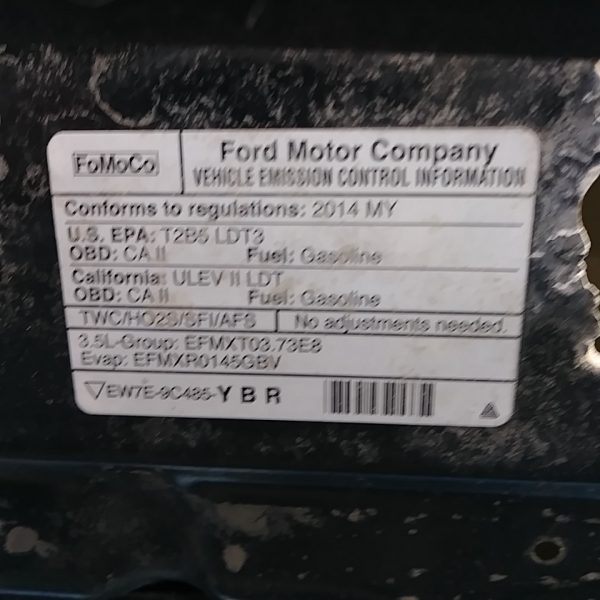 FoMoCo
Ford Motor Company
VEHICLE EMISSION CONTROL INFORMATION
Conforms to regulations: 2014 MY
U.S. EPA: T2B5 LDT3
OBD: CA II Fuel: Gasoline
California: ULEV II LDT
OBD: CA II Fuel: Gasoline
TWC/HO2S/SFI/AFS No adjustments needed.
3.5L-Group: EFMXT03.73E8
Evap: EFMXR0145GBV
EW7E-9C485-Y B R